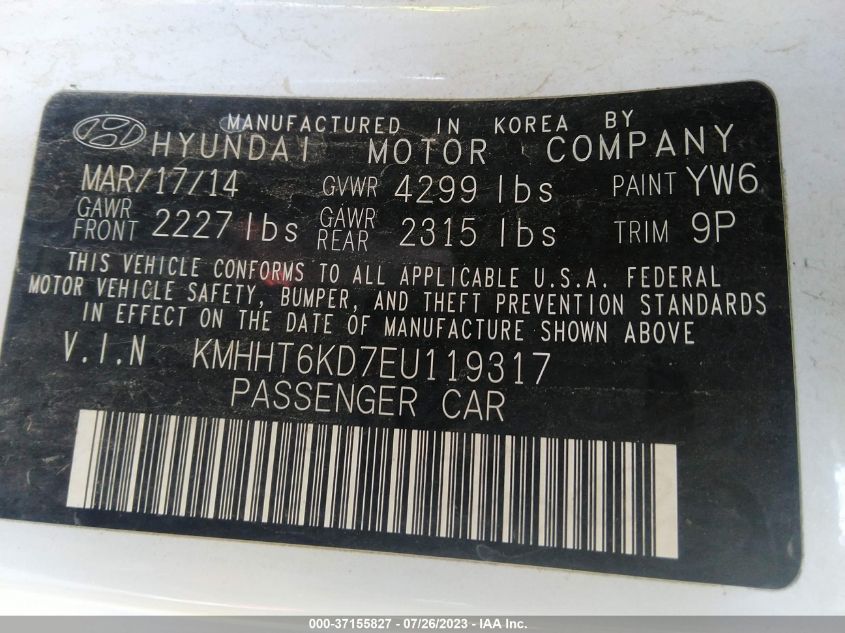 MANUFACTURED IN KOREA BY
HYUNDAI MOTOR COMPANY
MAR/17/14 GVWR 4299 lbs PAINT YW6
GAWR FRONT 2227 lbs GAWR REAR 2315 lbs TRIM 9P
THIS VEHICLE CONFORMS TO ALL APPLICABLE U.S.A. FEDERAL
MOTOR VEHICLE SAFETY, BUMPER, AND THEFT PREVENTION STANDARDS
IN EFFECT ON THE DATE OF MANUFACTURE SHOWN ABOVE
V.I.N KMHHT6KD7EU119317
PASSENGER CAR
000-37155827 - 07/26/2023 - IAA Inc.